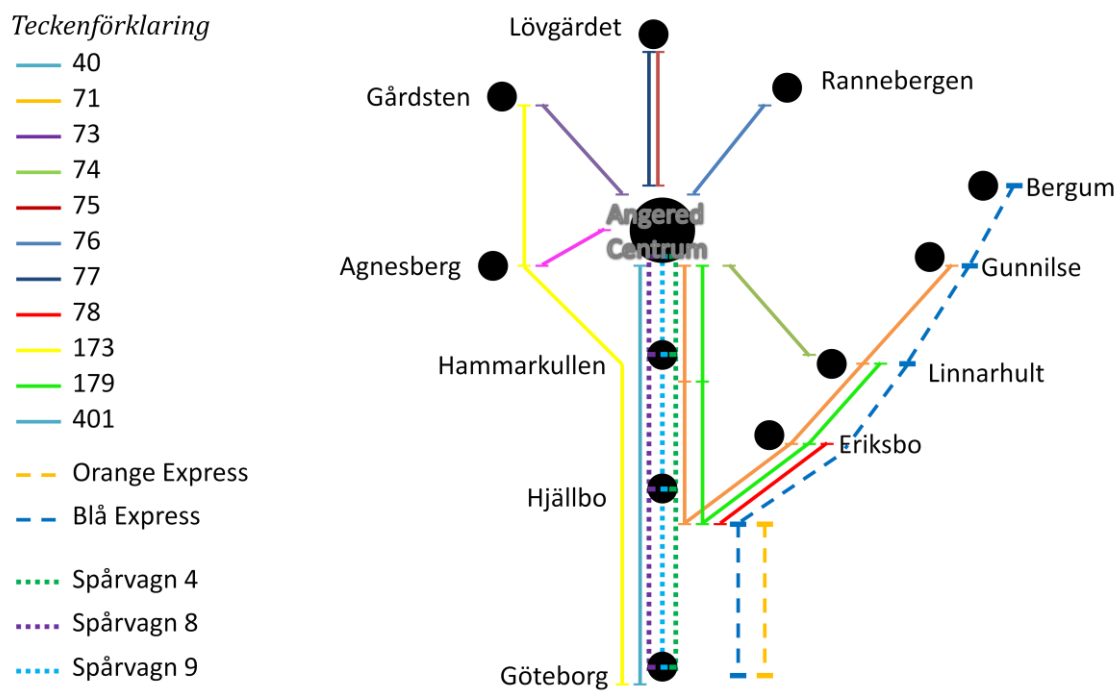 Teckenförklaring
40
71
73
74
75
76
77
78
173
179
401
Orange Express
Blå Express
Spårvagn 4
Spårvagn 8
Spårvagn 9
Lövgärdet
Gårdsten
Rannebergen
Bergum
Angered
Centrum
Agnesberg
Gunnilse
Hammarkullen
Linnarhult
Eriksbo
Hjällbo
Göteborg